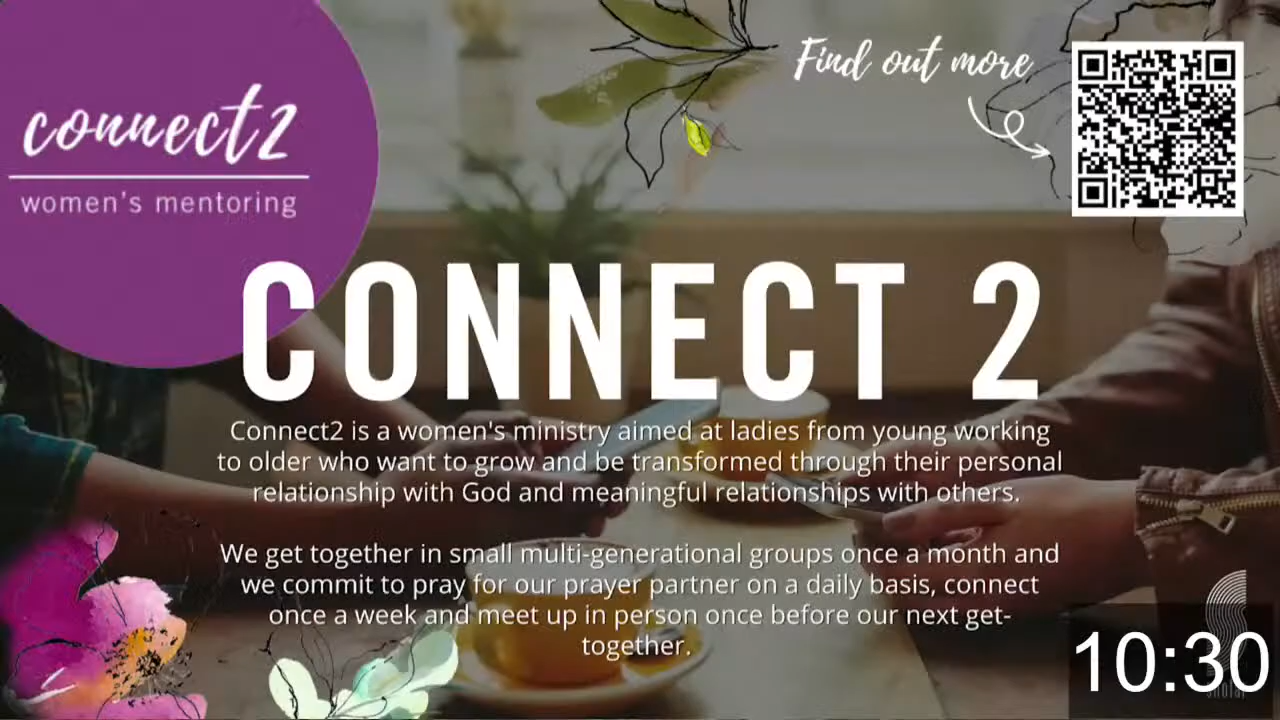 Find out more
connect2
women's mentoring
CONNECT 2
Connect2 is a women's ministry aimed at ladies from young working
to older who want to grow and be transformed through their personal
relationship with God and meaningful relationships with others.
We get together in small multi-generational groups once a month and
we commit to pray for our prayer partner on a daily basis, connect
once a week and meet up in person once before our next get-
together.
10:30